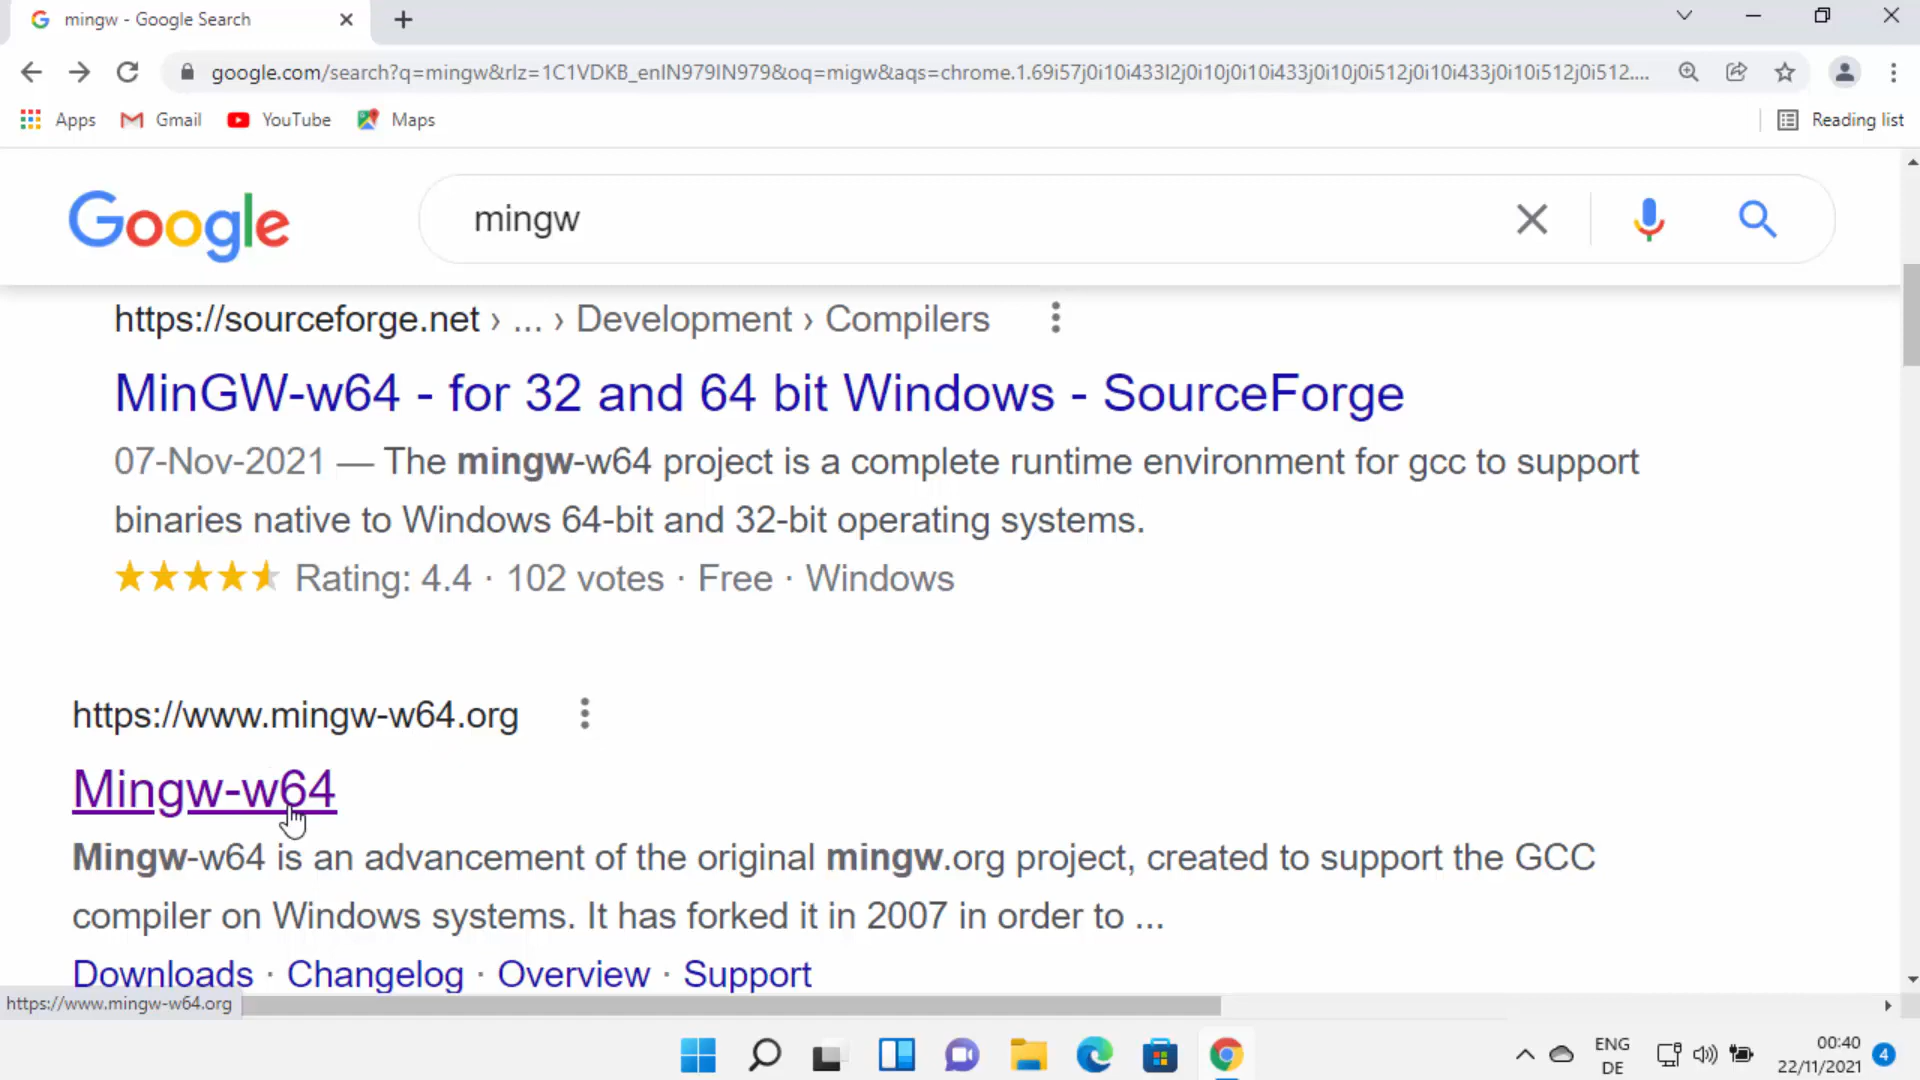 mingw - Google Search
google.com/search?q=mingw&rlz=1C1VDKB_enIN979IN979&oq=migw&aqs=chrome.1.69i57j0i10i433l2j0i10j0i10i433j0i10j0i512j0i10i433j0i10i512j0i512....
Apps Gmail YouTube Maps Reading list
Google mingw
https://sourceforge.net › ... › Development › Compilers
MinGW-w64 - for 32 and 64 bit Windows - SourceForge
07-Nov-2021 — The mingw-w64 project is a complete runtime environment for gcc to support
binaries native to Windows 64-bit and 32-bit operating systems.
Rating: 4.4 · 102 votes · Free · Windows
https://www.mingw-w64.org
Mingw-w64
Mingw-w64 is an advancement of the original mingw.org project, created to support the GCC
compiler on Windows systems. It has forked it in 2007 in order to ...
Downloads · Changelog · Overview · Support
https://www.mingw-w64.org
ENG 00:40
DE 22/11/2021 4